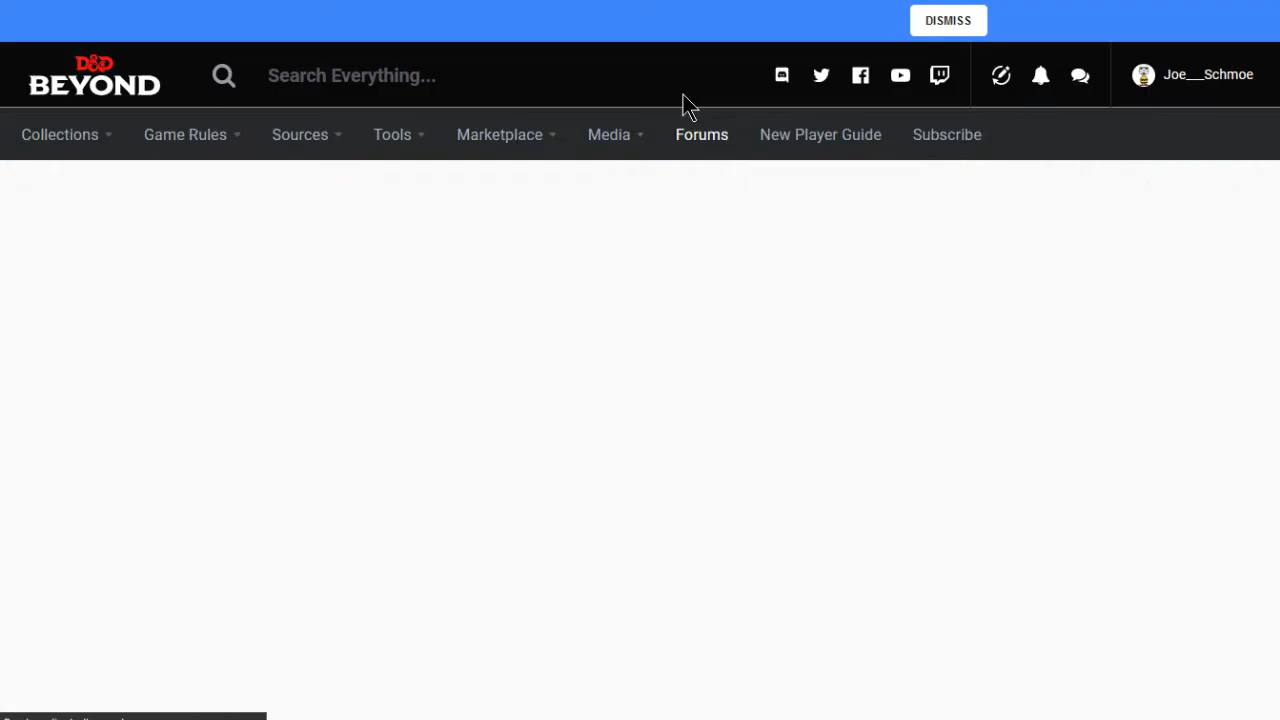 DISMISS
D&D
BEYOND
Search Everything...
Joe___Schmoe
Collections
Game Rules
Sources
Tools
Marketplace
Media
Forums
New Player Guide
Subscribe